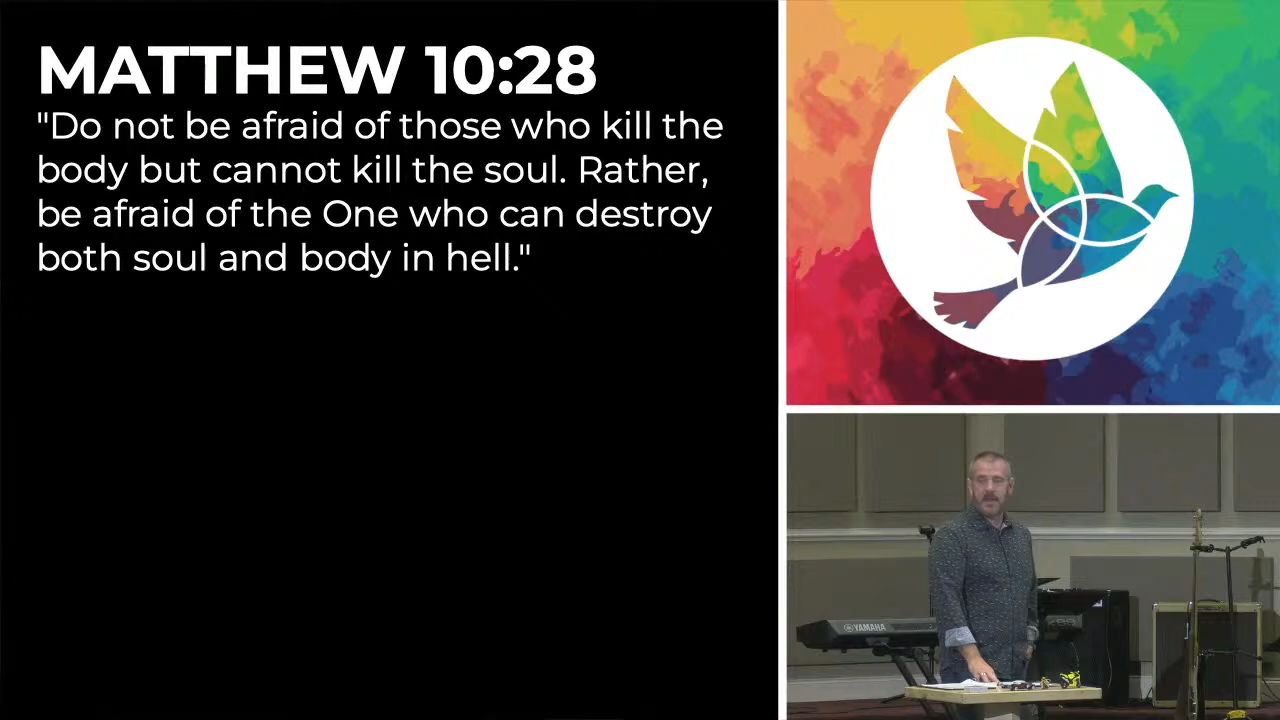 MATTHEW 10:28
"Do not be afraid of those who kill the
body but cannot kill the soul. Rather,
be afraid of the One who can destroy
both soul and body in hell."
YAMAHA